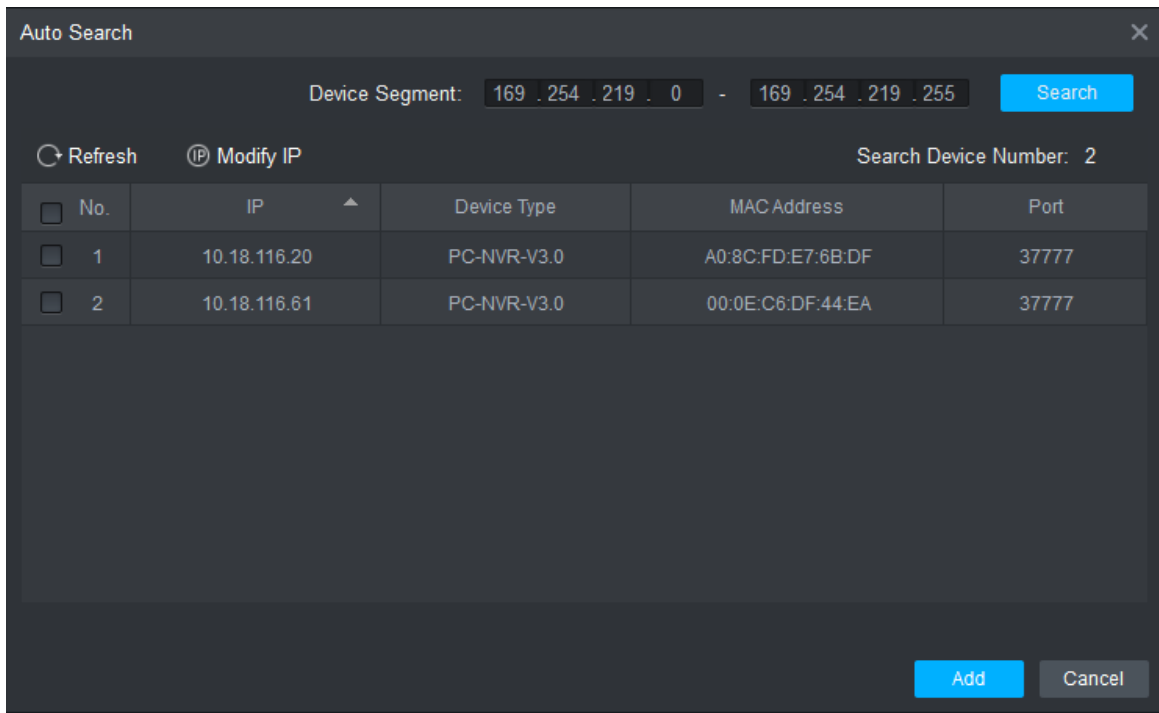 Auto Search
Device Segment: 169 . 254 . 219 . 0 - 169 . 254 . 219 . 255 Search
Refresh IP Modify IP Search Device Number: 2
No. IP Device Type MAC Address Port
1 10.18.116.20 PC-NVR-V3.0 A0:8C:FD:E7:6B:DF 37777
2 10.18.116.61 PC-NVR-V3.0 00:0E:C6:DF:44:EA 37777
Add Cancel